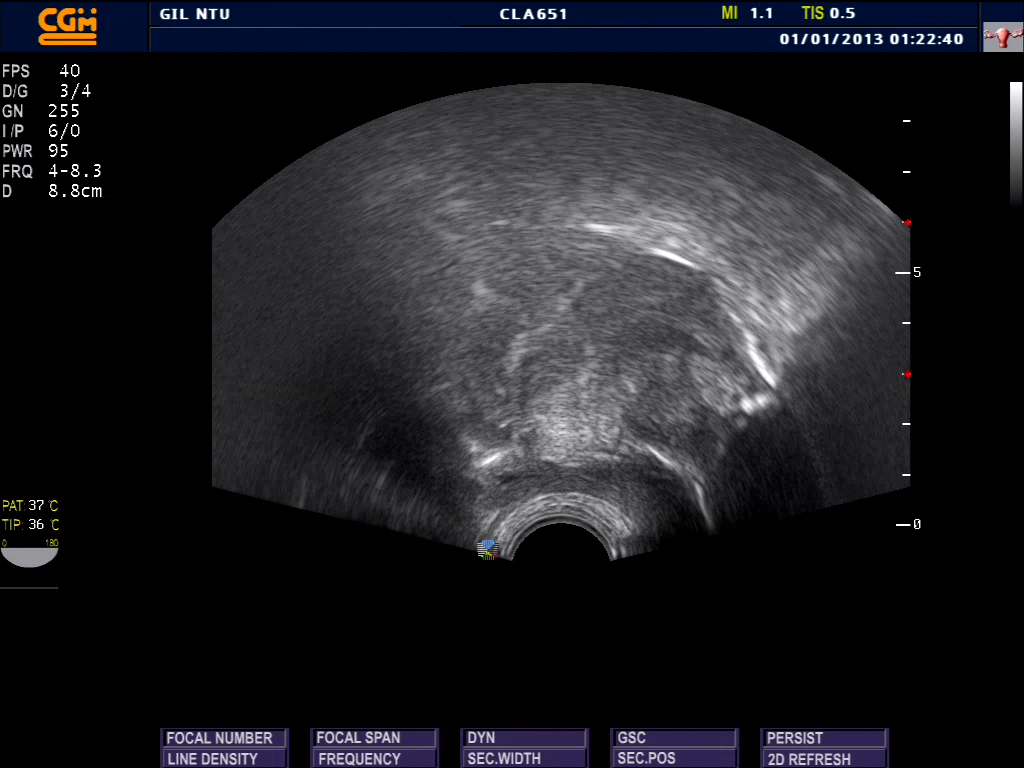 CGM
GIL NTU CLA651 MI 1.1 TIS 0.5
01/01/2013 01:22:40
FPS 40
D/G 3/4
GN 255
I/P 6/0
PWR 95
FRQ 4-8.3
D 8.8cm
5
PAT: 37 °C
TIP: 36 °C
0 180
0
FOCAL NUMBER FOCAL SPAN DYN GSC PERSIST
LINE DENSITY FREQUENCY SEC.WIDTH SEC.POS 2D REFRESH